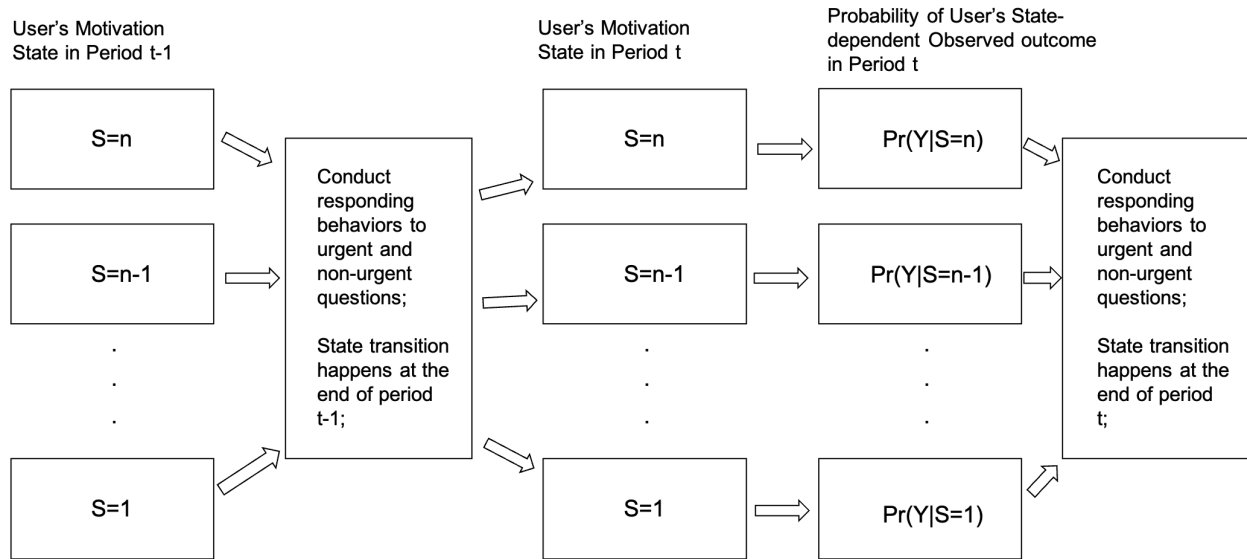 User's Motivation
State in Period t-1
User's Motivation
State in Period t
Probability of User's State-
dependent Observed outcome
in Period t
S=n
S=n-1
.
.
.
S=1
Conduct
responding
behaviors to
urgent and
non-urgent
questions;
State transition
happens at the
end of period
t-1;
S=n
S=n-1
.
.
.
S=1
Pr(Y|S=n)
Pr(Y|S=n-1)
.
.
.
Pr(Y|S=1)
Conduct
responding
behaviors to
urgent and
non-urgent
questions;
State transition
happens at the
end of period
t;